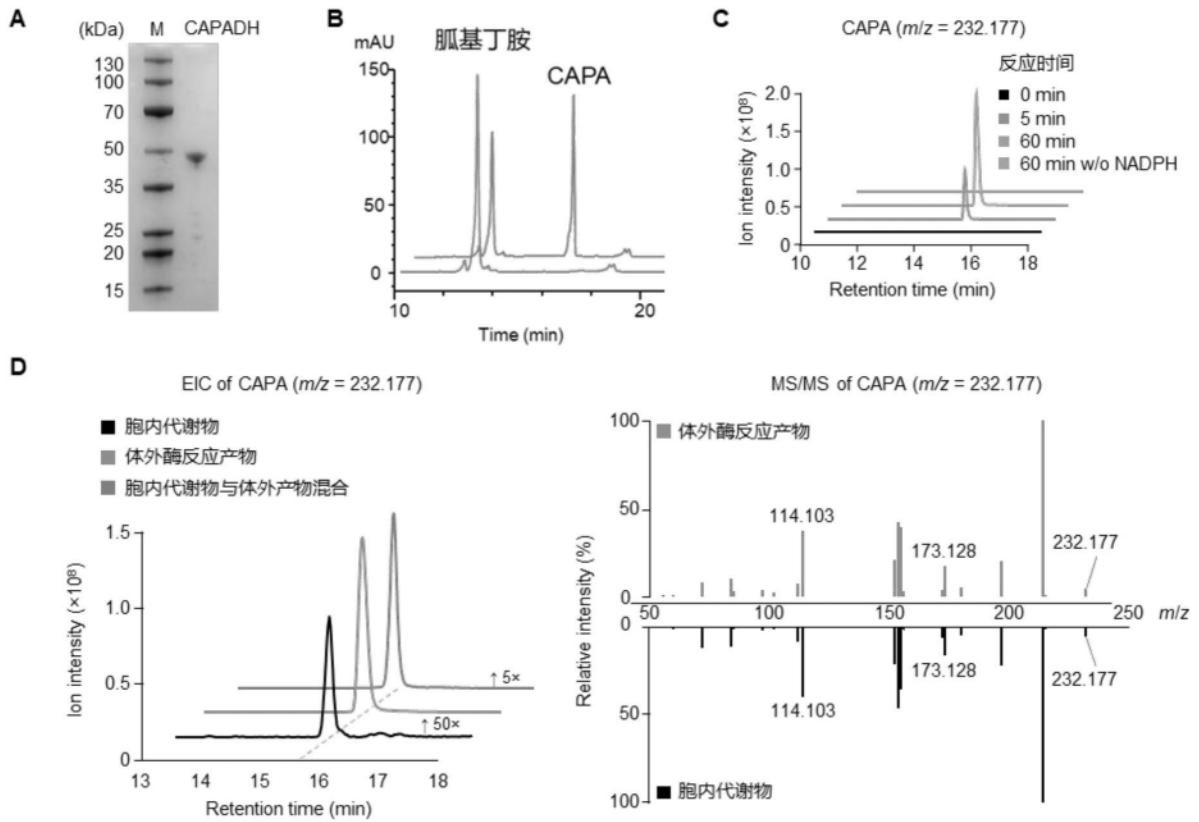 A
(kDa) M CAPADH
130
100
70
50
35
25
20
15
B
mAU
胍基丁胺
CAPA
150
100
50
0
10 20
Time (min)
C
CAPA (m/z = 232.177)
反应时间
0 min
5 min
60 min
60 min w/o NADPH
Ion intensity (×10⁸)
2.0
1.5
1.0
0.5
0
10 12 14 16 18
Retention time (min)
D
EIC of CAPA (m/z = 232.177)
胞内代谢物
体外酶反应产物
胞内代谢物与体外产物混合
Ion intensity (×10⁸)
1.5
1.0
0.5
0
↑ 5×
↑ 50×
13 14 15 16 17 18
Retention time (min)
MS/MS of CAPA (m/z = 232.177)
体外酶反应产物
Relative intensity (%)
100
50
0
114.103
173.128
232.177
50 100 150 200 250 m/z
0
50
100
114.103
173.128
232.177
胞内代谢物